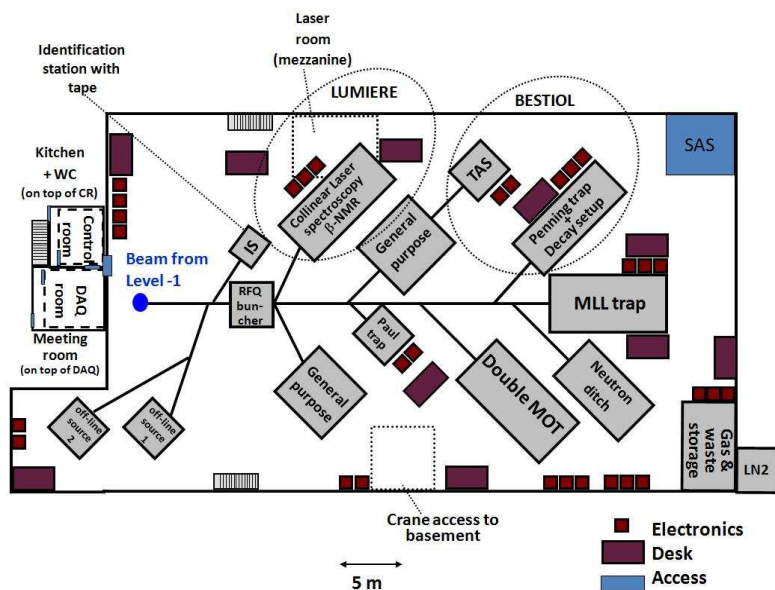 Laser
room
(mezzanine)
Identification
station with
tape
LUMIERE
BESTIOL
SAS
Kitchen
+ WC
(on top of CR)
Control
room
DAQ
room
Meeting
room
(on top of DAQ)
Beam from
Level -1
IS
Collinear Laser
spectroscopy
β-NMR
TAS
General
purpose
Penning trap
+
Decay setup
RFQ
bun-
cher
MLL trap
Paul
trap
General
purpose
Double MOT
Neutron
ditch
off-line
source 2
off-line
source 1
Gas &
waste
storage
LN2
Crane access to
basement
5 m
Electronics
Desk
Access